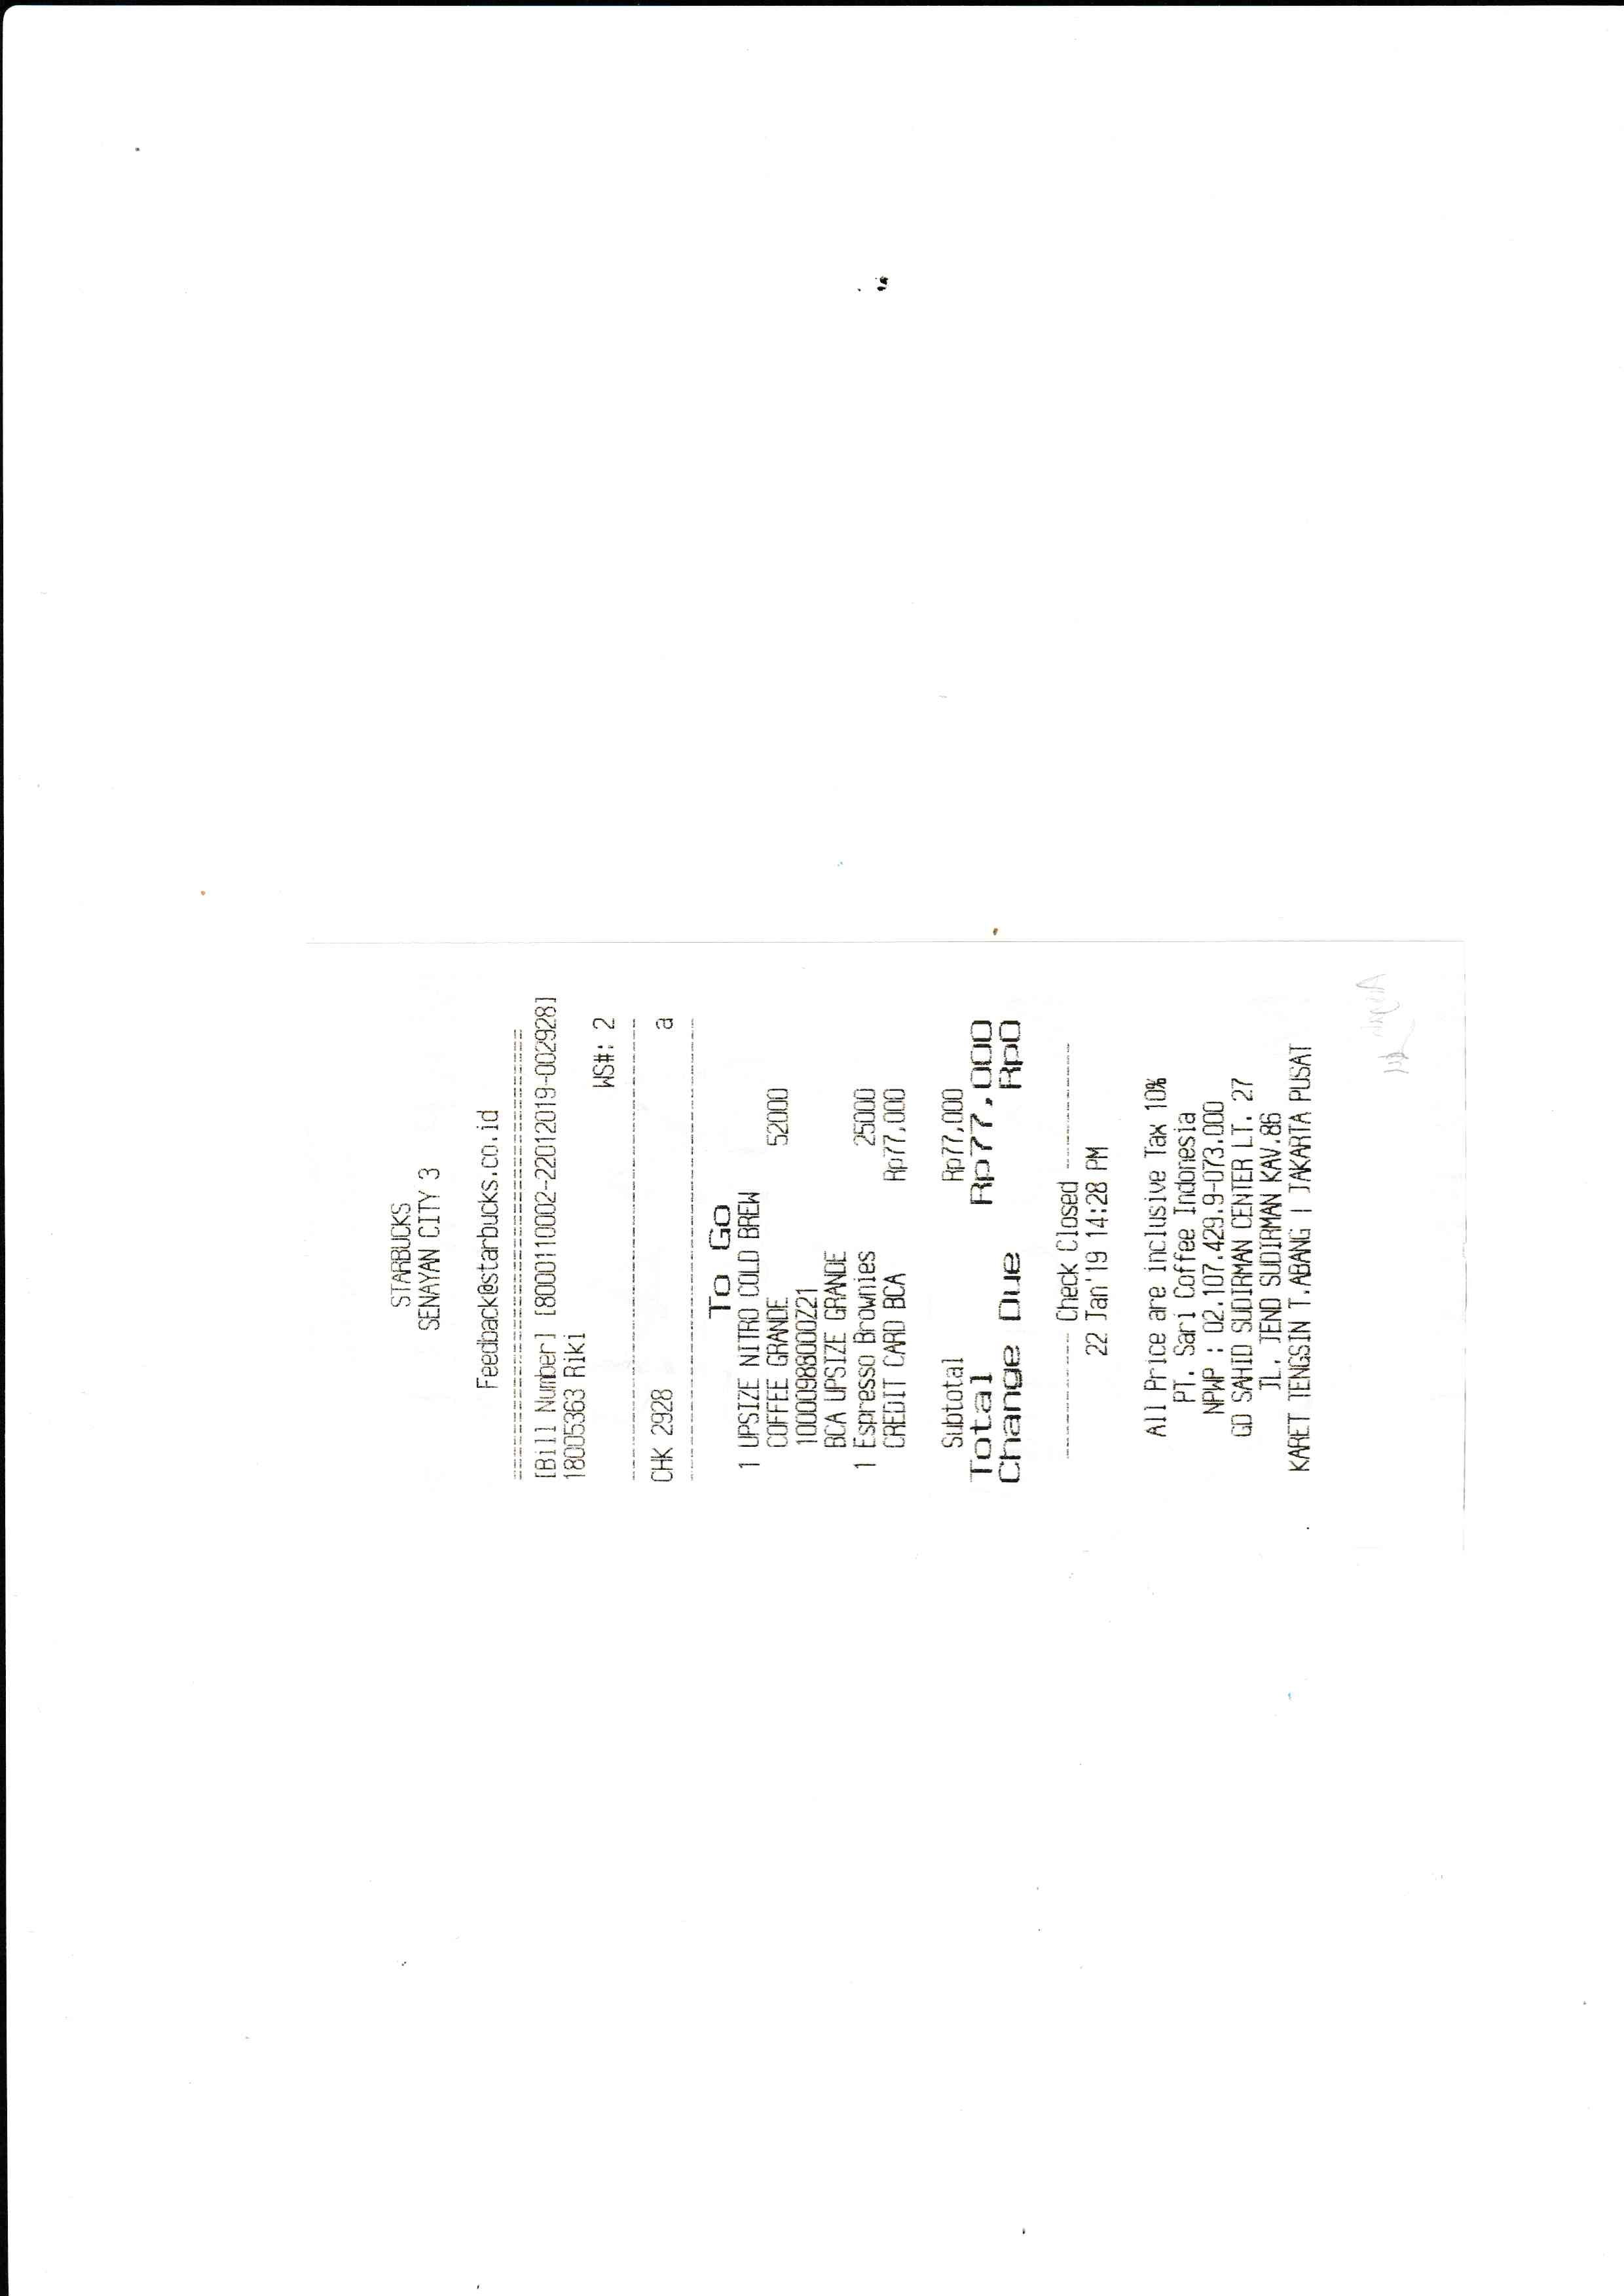 STARBUCKS
SENAYAN CITY 3
Feedback@starbucks.co.id
================================================
[Bill Number] [8000110002-22012019-002928]
18005363 Riki
WS#: 2
------------------------------------------------
CHK 2928 a
------------------------------------------------
To Go
1 UPSIZE NITRO COLD BREW
COFFEE GRANDE 52000
1000098800OZ21
BCA UPSIZE GRANDE
1 Espresso Brownies 25000
CREDIT CARD BCA Rp77,000
Subtotal Rp77,000
Total Rp77,000
Change Due Rp0
------------ Check Closed ------------
22 Jan'19 14:28 PM
All Price are inclusive Tax 10%
PT. Sari Coffee Indonesia
NPWP : 02.107.429.9-073.000
GD SAHID SUDIRMAN CENTER LT. 27
JL. JEND SUDIRMAN KAV.86
KARET TENGSIN T.ABANG | JAKARTA PUSAT